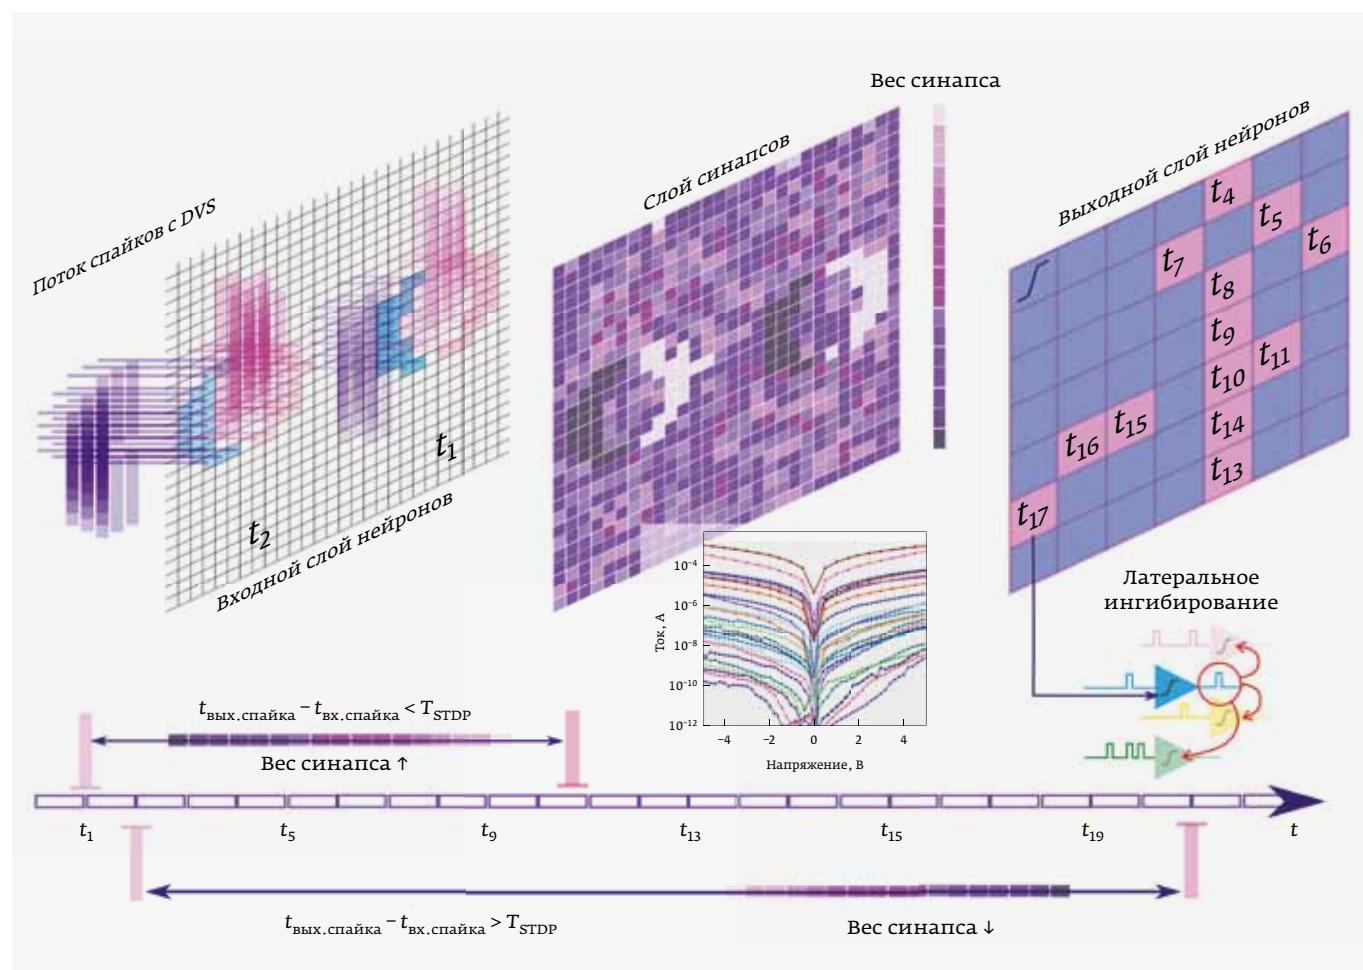 Вес синапса
Поток спайков с DVS
Слой синапсов
Выходной слой нейронов
t4
t5
t6
t7
t8
t9
t10
t11
t14
t13
t15
t16
t17
t1
t2
Входной слой нейронов
Ток, А
10⁻⁴
10⁻⁶
10⁻⁸
10⁻¹⁰
10⁻¹²
−4
−2
0
2
4
Напряжение, В
Латеральное
ингибирование
tвых.спайка – tвх.спайка < TSTDP
Вес синапса ↑
t1
t5
t9
t13
t15
t19
t
tвых.спайка – tвх.спайка > TSTDP
Вес синапса ↓